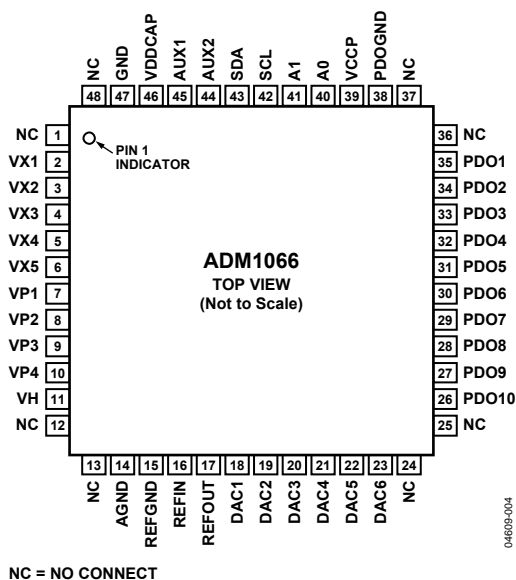 NC
GND
VDDCAP
AUX1
AUX2
SDA
SCL
A1
A0
VCCP
PDOGND
NC
48 47 46 45 44 43 42 41 40 39 38 37
NC 1
VX1 2
VX2 3
VX3 4
VX4 5
VX5 6
VP1 7
VP2 8
VP3 9
VP4 10
VH 11
NC 12
PIN 1
INDICATOR
ADM1066
TOP VIEW
(Not to Scale)
36 NC
35 PDO1
34 PDO2
33 PDO3
32 PDO4
31 PDO5
30 PDO6
29 PDO7
28 PDO8
27 PDO9
26 PDO10
25 NC
13 14 15 16 17 18 19 20 21 22 23 24
NC
AGND
REFGND
REFIN
REFOUT
DAC1
DAC2
DAC3
DAC4
DAC5
DAC6
NC
04609-004
NC = NO CONNECT